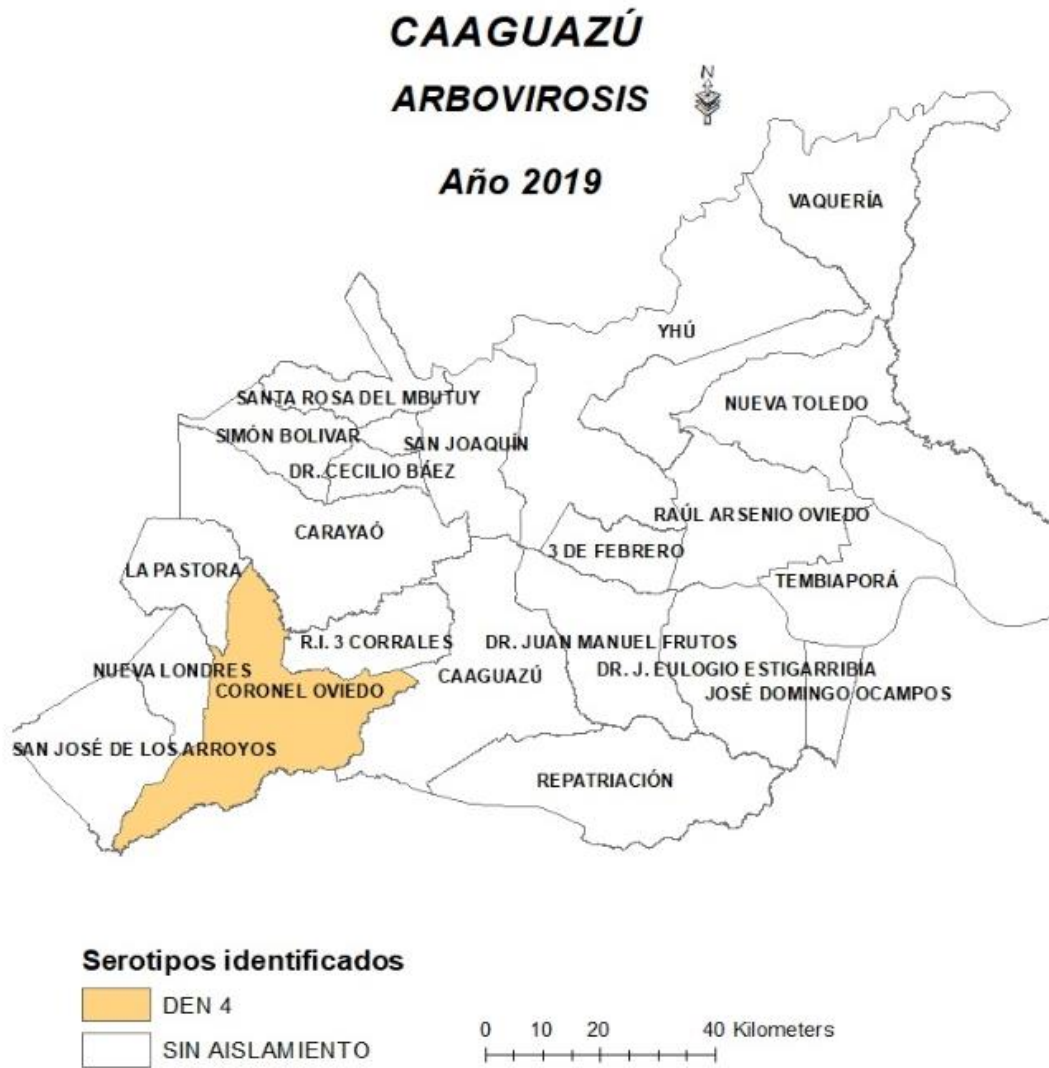 CAAGUAZÚ
ARBOVIROSIS
N
Año 2019
VAQUERÍA
YHÚ
SANTA ROSA DEL MBUTUY
NUEVA TOLEDO
SIMÓN BOLIVAR
SAN JOAQUÍN
DR. CECILIO BÁEZ
CARAYAÓ
RAÚL ARSENIO OVIEDO
3 DE FEBRERO
LA PASTORA
TEMBIAPORÁ
R.I. 3 CORRALES
DR. JUAN MANUEL FRUTOS
NUEVA LONDRES
CAAGUAZÚ
DR. J. EULOGIO ESTIGARRIBIA
CORONEL OVIEDO
JOSÉ DOMINGO OCAMPOS
SAN JOSÉ DE LOS ARROYOS
REPATRIACIÓN
Serotipos identificados
DEN 4
SIN AISLAMIENTO
0 10 20 40 Kilometers